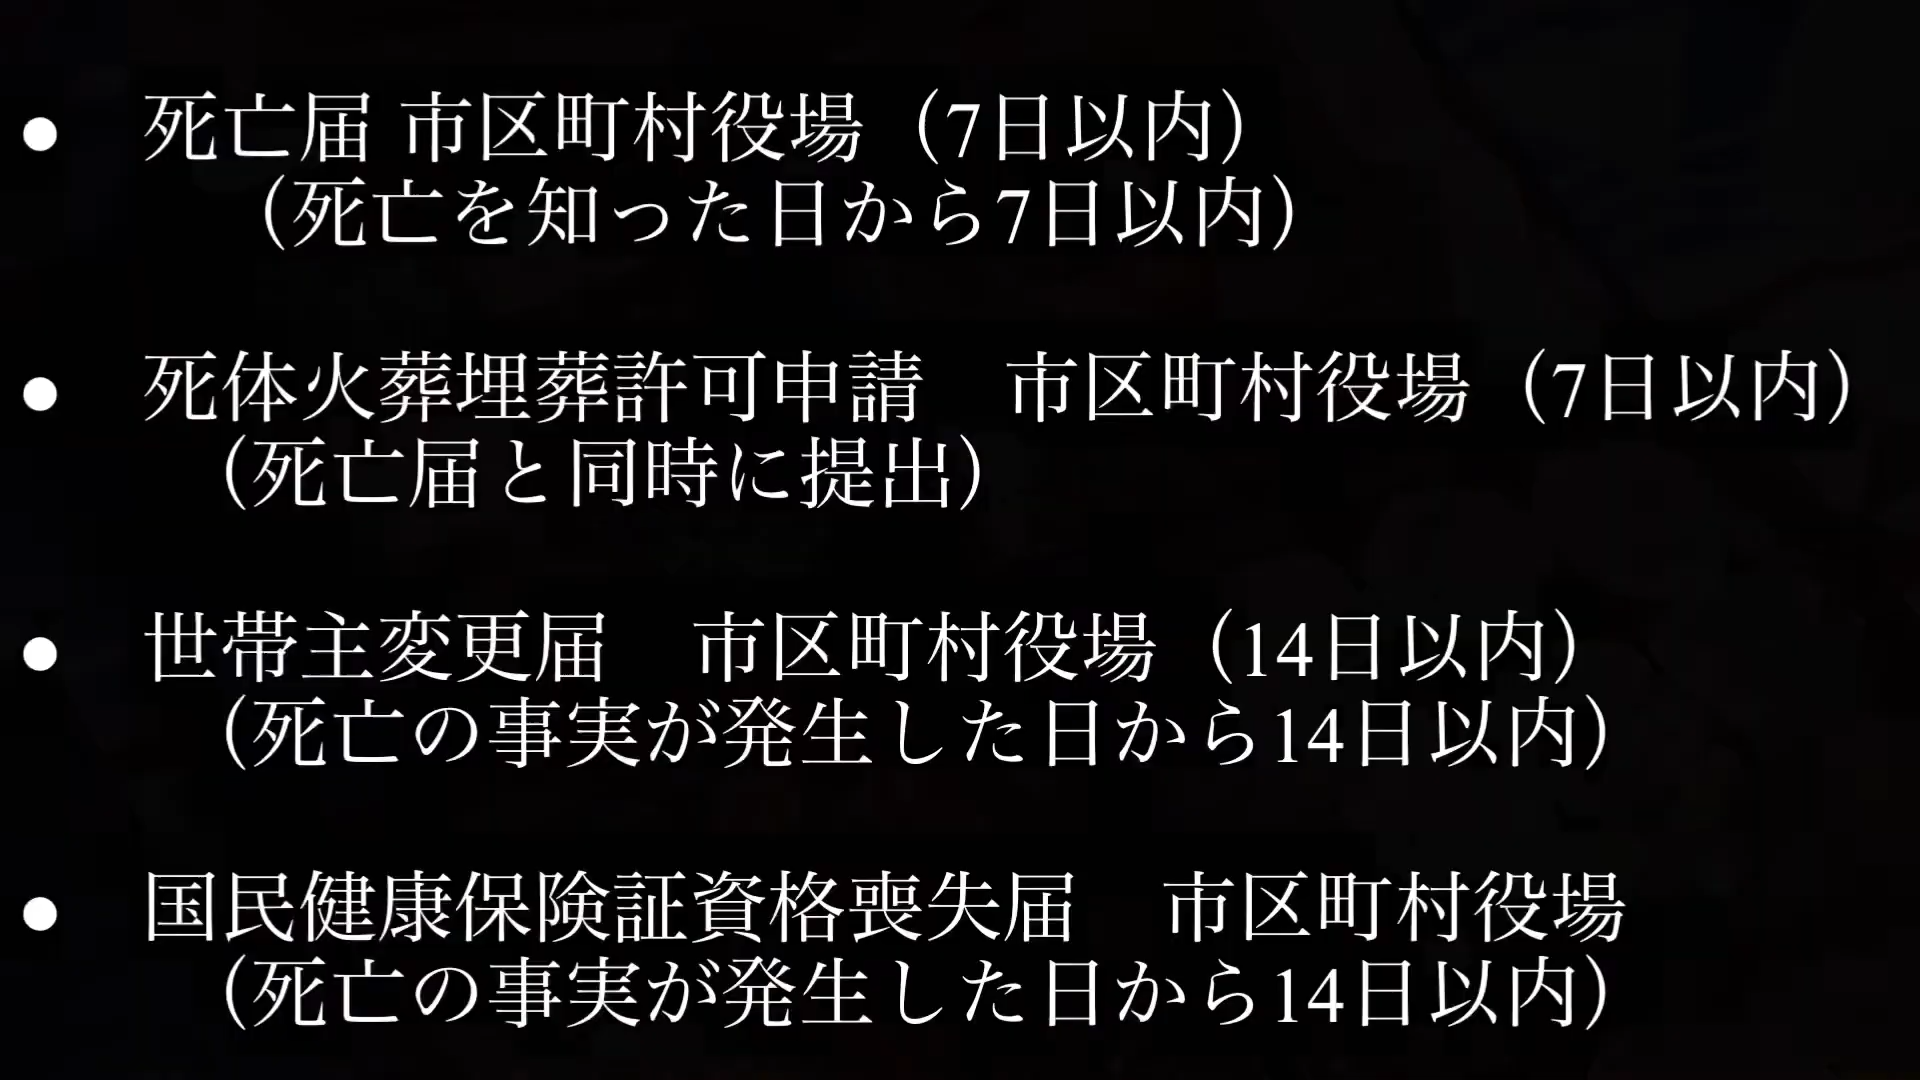 ● 死亡届 市区町村役場（7日以内）
（死亡を知った日から7日以内）
● 死体火葬埋葬許可申請　市区町村役場（7日以内）
（死亡届と同時に提出）
● 世帯主変更届　市区町村役場（14日以内）
（死亡の事実が発生した日から14日以内）
● 国民健康保険証資格喪失届　市区町村役場
（死亡の事実が発生した日から14日以内）